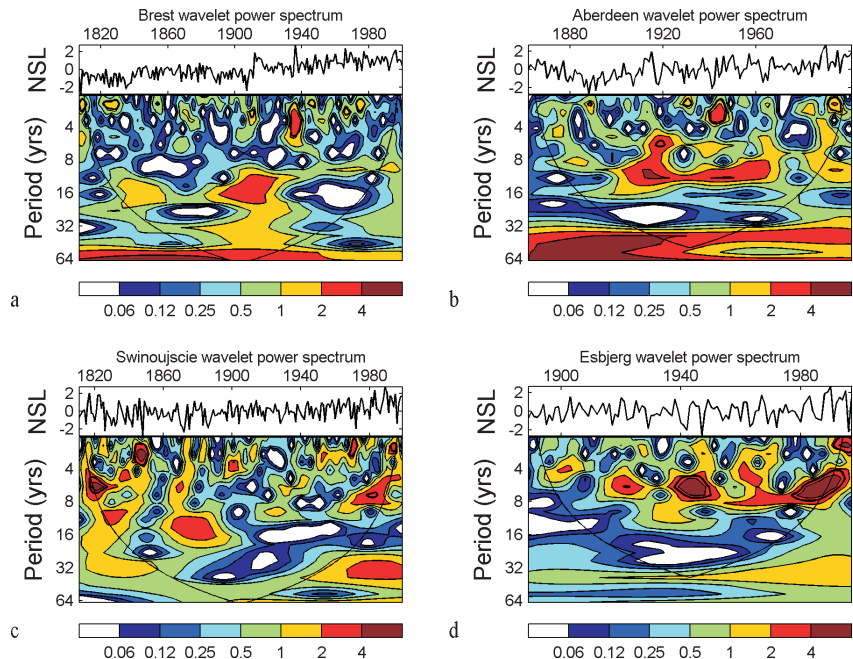 Brest wavelet power spectrum
1820 1860 1900 1940 1980
NSL
2
0
-2
Period (yrs)
4
8
16
32
64
a
0.06 0.12 0.25 0.5 1 2 4
Aberdeen wavelet power spectrum
1880 1920 1960
NSL
2
0
-2
Period (yrs)
4
8
16
32
64
b
0.06 0.12 0.25 0.5 1 2 4
Swinoujscie wavelet power spectrum
1820 1860 1900 1940 1980
NSL
2
0
-2
Period (yrs)
4
8
16
32
64
c
0.06 0.12 0.25 0.5 1 2 4
Esbjerg wavelet power spectrum
1900 1940 1980
NSL
2
0
-2
Period (yrs)
4
8
16
32
64
d
0.06 0.12 0.25 0.5 1 2 4